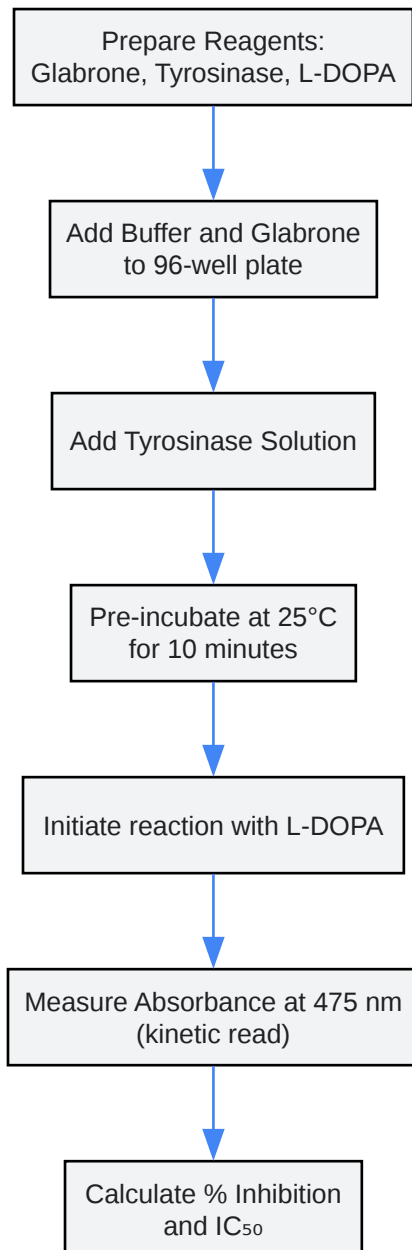 Prepare Reagents:
Glabrone, Tyrosinase, L-DOPA
Add Buffer and Glabrone
to 96-well plate
Add Tyrosinase Solution
Pre-incubate at 25°C
for 10 minutes
Initiate reaction with L-DOPA
Measure Absorbance at 475 nm
(kinetic read)
Calculate % Inhibition
and IC₅₀